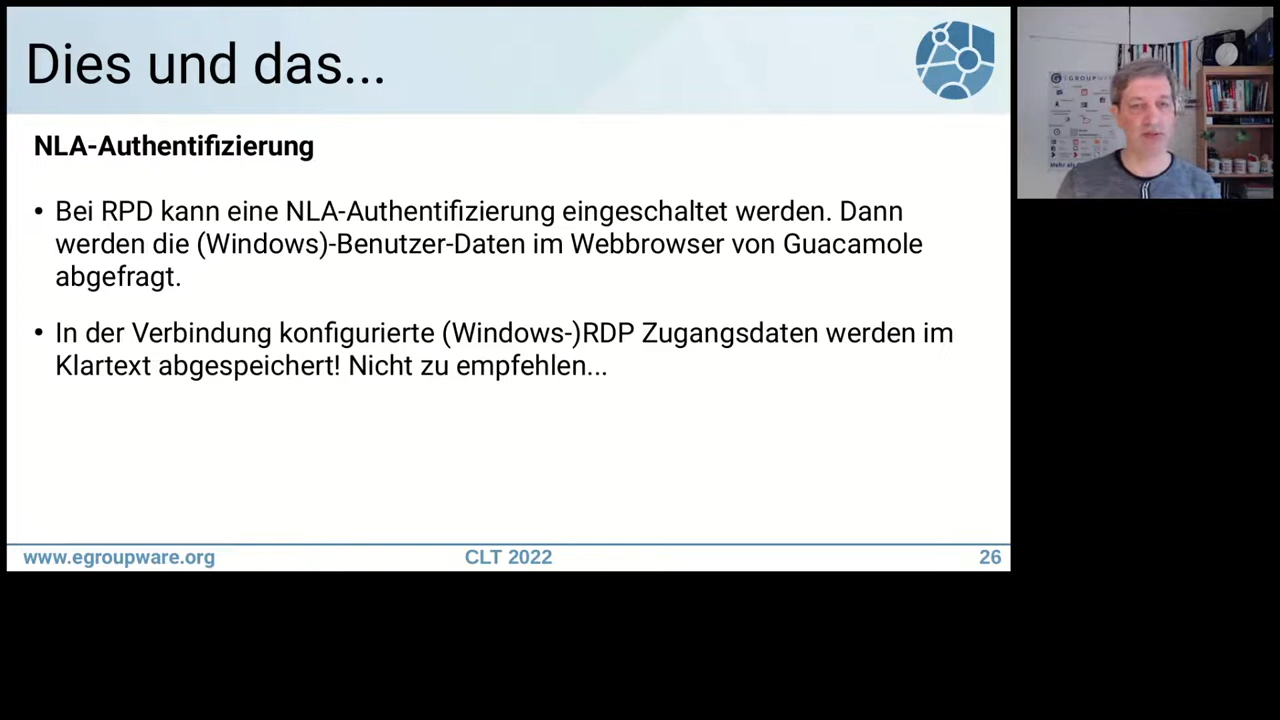 Dies und das...
NLA-Authentifizierung
• Bei RPD kann eine NLA-Authentifizierung eingeschaltet werden. Dann
werden die (Windows)-Benutzer-Daten im Webbrowser von Guacamole
abgefragt.
• In der Verbindung konfigurierte (Windows-)RDP Zugangsdaten werden im
Klartext abgespeichert! Nicht zu empfehlen...
www.egroupware.org
CLT 2022
26
EGROUPWARE